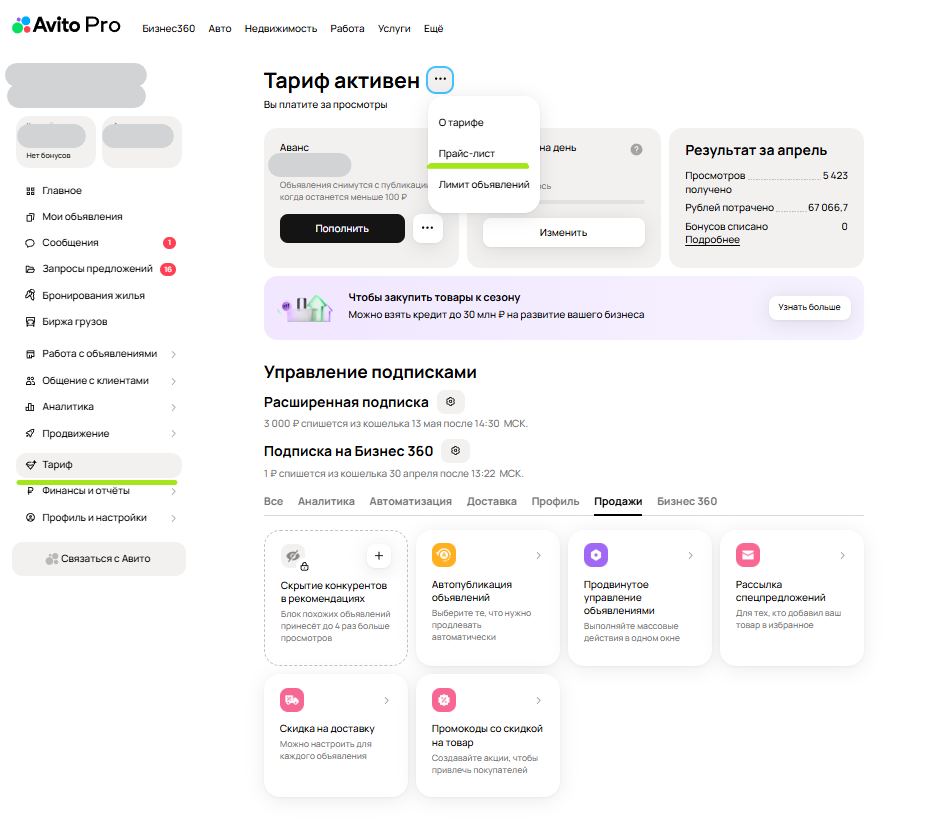 Avito Pro
Бизнес360 Авто Недвижимость Работа Услуги Ещё
Нет бонусов
Главное
Мои объявления
Сообщения 1
Запросы предложений 16
Бронирования жилья
Биржа грузов
Работа с объявлениями
Общение с клиентами
Аналитика
Продвижение
Тариф
Финансы и отчёты
Профиль и настройки
Связаться с Авито
Тариф активен
Вы платите за просмотры
О тарифе
Прайс-лист
Лимит объявлений
Аванс
Объявления снимутся с публикации
когда останется меньше 100 ₽
Пополнить
на день
?
Изменить
Результат за апрель
Просмотров получено 5 423
Рублей потрачено 67 066,7
Бонусов списано 0
Подробнее
Чтобы закупить товары к сезону
Можно взять кредит до 30 млн ₽ на развитие вашего бизнеса
Узнать больше
Управление подписками
Расширенная подписка
3 000 ₽ спишется из кошелька 13 мая после 14:30 МСК.
Подписка на Бизнес 360
1 ₽ спишется из кошелька 30 апреля после 13:22 МСК.
Все Аналитика Автоматизация Доставка Профиль Продажи Бизнес 360
Скрытие конкурентов
в рекомендациях
Блок похожих объявлений
принесёт до 4 раз больше
просмотров
Автопубликация
объявлений
Выберите те, что нужно
продлевать
автоматически
Продвинутое
управление
объявлениями
Выполняйте массовые
действия в одном окне
Рассылка
спецпредложений
Для тех, кто добавил ваш
товар в избранное
Скидка на доставку
Можно настроить для
каждого объявления
Промокоды со скидкой
на товар
Создавайте акции, чтобы
привлечь покупателей